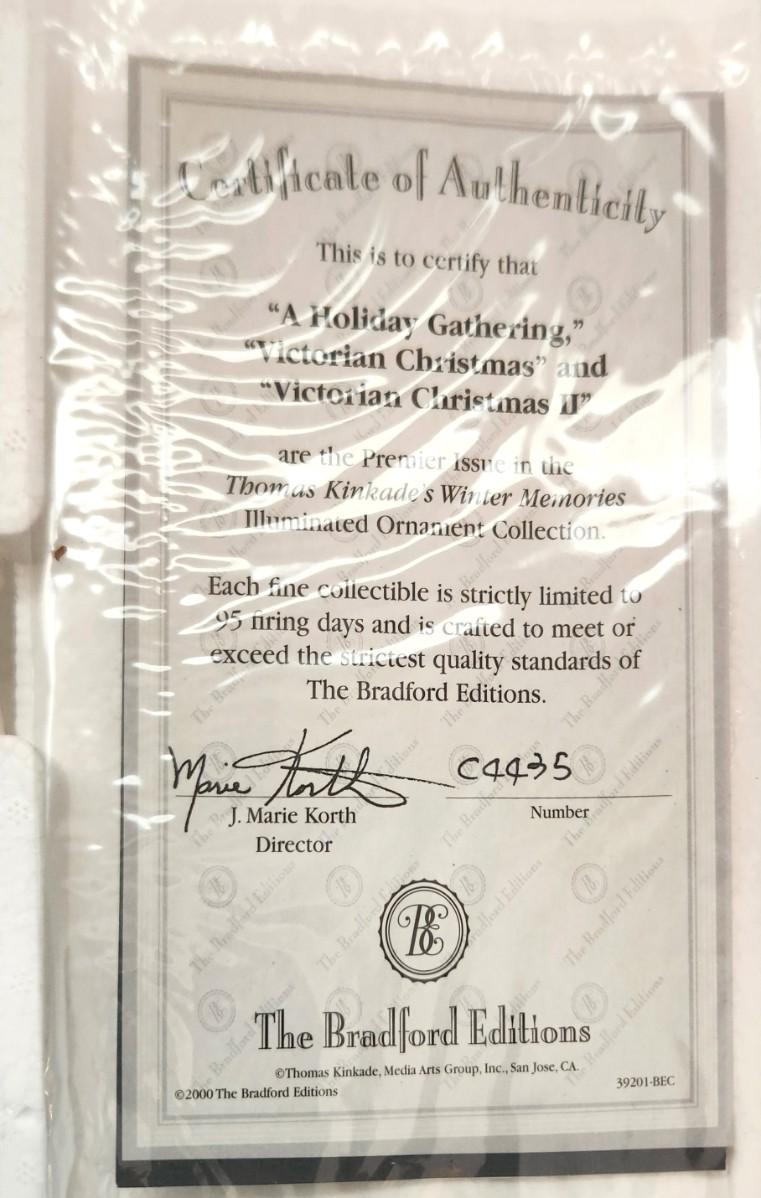 Certificate of Authenticity
This is to certify that
“A Holiday Gathering,”
“Victorian Christmas” and
“Victorian Christmas II”
are the Premier Issue in the
Thomas Kinkade's Winter Memories
Illuminated Ornament Collection.
Each fine collectible is strictly limited to
95 firing days and is crafted to meet or
exceed the strictest quality standards of
The Bradford Editions.
Marie Korth C4435
J. Marie Korth Number
Director
BE
The Bradford Editions
©Thomas Kinkade, Media Arts Group, Inc., San Jose, CA.
©2000 The Bradford Editions 39201-BEC